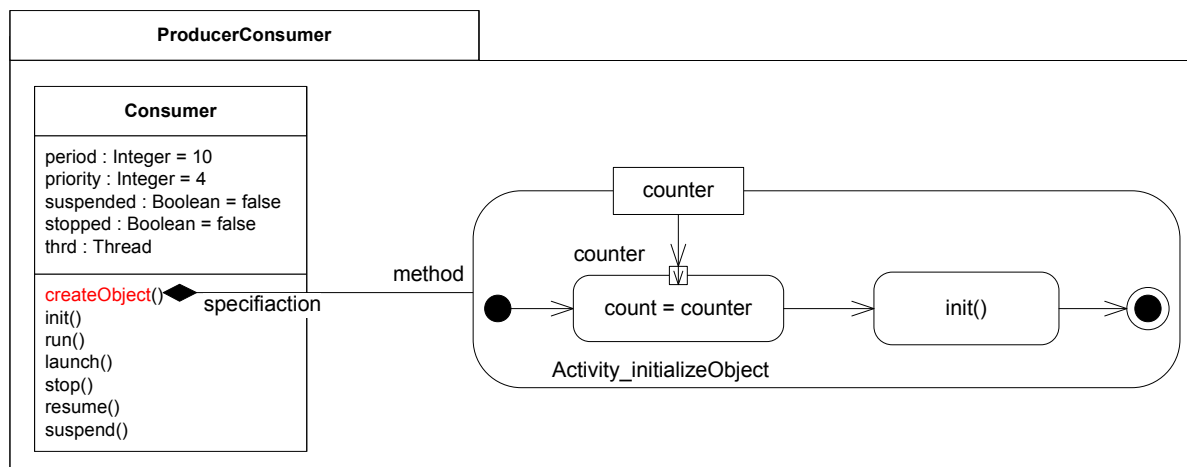 ProducerConsumer
Consumer
period : Integer = 10
priority : Integer = 4
suspended : Boolean = false
stopped : Boolean = false
thrd : Thread
createObject()
init()
run()
launch()
stop()
resume()
suspend()
specifiaction
method
counter
counter
count = counter
init()
Activity_initializeObject